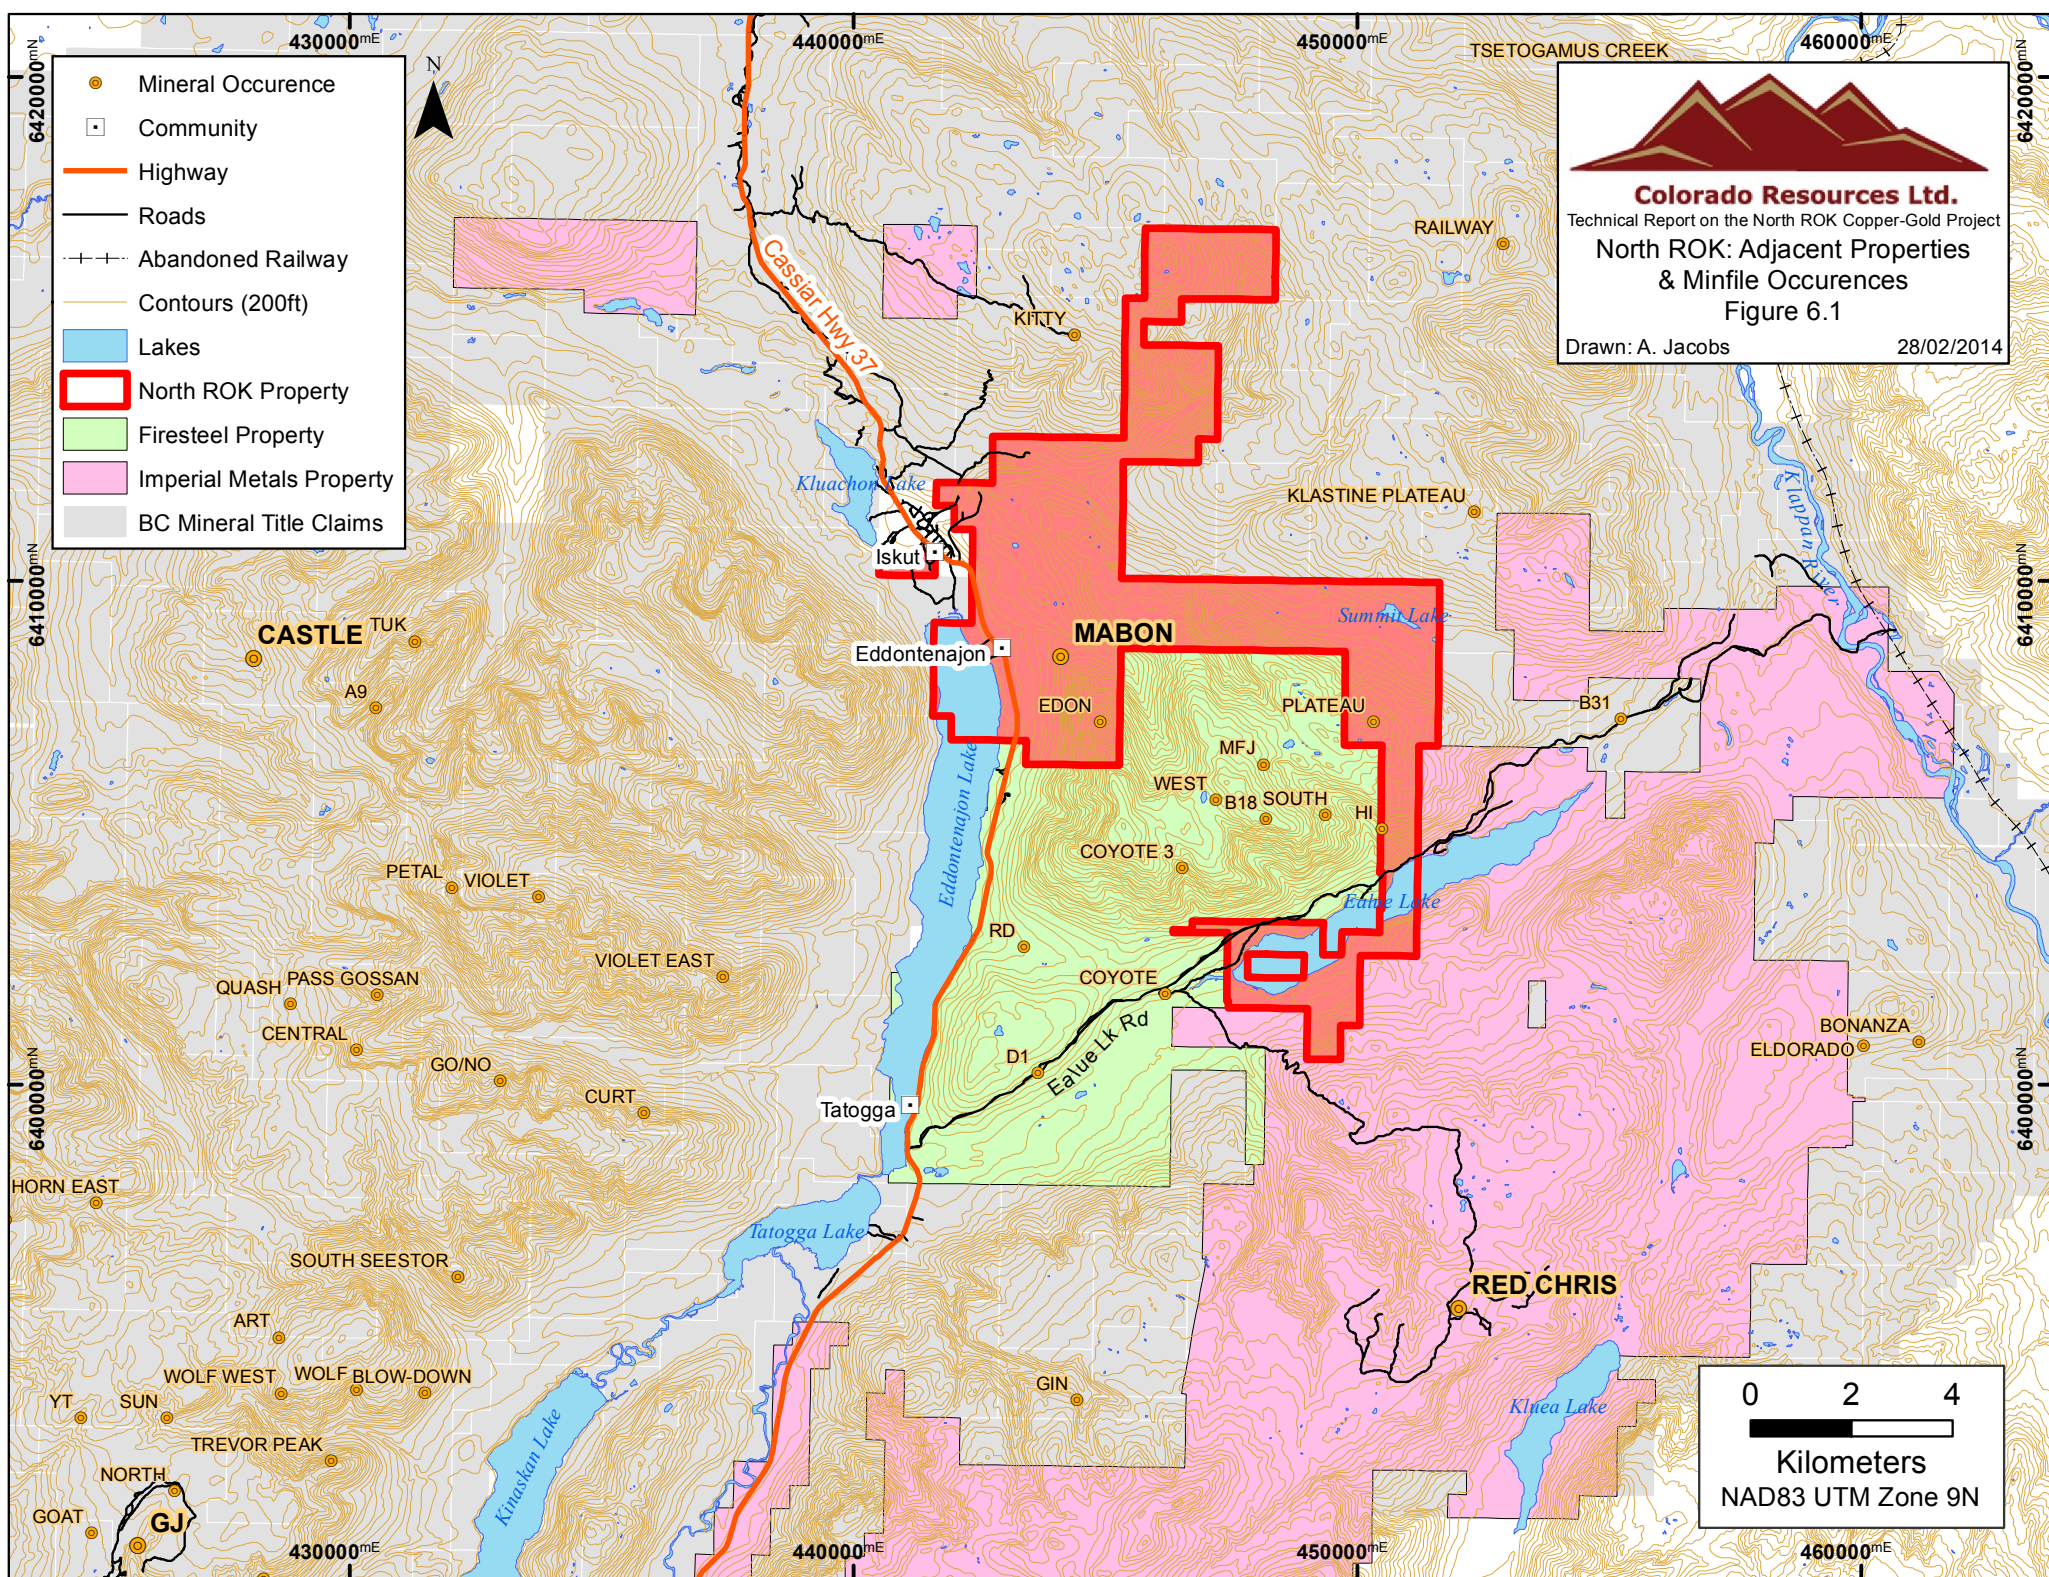 430000mE
440000mE
450000mE
460000mE
TSETOGAMUS CREEK
6420000mN
6420000mN
Mineral Occurence
Community
Highway
Roads
Abandoned Railway
Contours (200ft)
Lakes
North ROK Property
Firesteel Property
Imperial Metals Property
BC Mineral Title Claims
N
Colorado Resources Ltd.
Technical Report on the North ROK Copper-Gold Project
North ROK: Adjacent Properties
& Minfile Occurences
Figure 6.1
Drawn: A. Jacobs 28/02/2014
RAILWAY
Cassiar Hwy 37
KITTY
Kluachon Lake
KLASTINE PLATEAU
Klappan River
Iskut
6410000mN
6410000mN
Summit Lake
CASTLE
TUK
MABON
Eddontenajon
A9
EDON
PLATEAU
B31
MFJ
WEST
B18
SOUTH
HI
Eddontenajon Lake
COYOTE 3
PETAL
VIOLET
Ealue Lake
RD
VIOLET EAST
QUASH
PASS GOSSAN
COYOTE
CENTRAL
BONANZA
ELDORADO
GO/NO
D1
Ealue Lk Rd
CURT
Tatogga
6400000mN
6400000mN
HORN EAST
Tatogga Lake
SOUTH SEESTOR
RED CHRIS
ART
WOLF WEST
WOLF
BLOW-DOWN
YT
SUN
GIN
Kluea Lake
TREVOR PEAK
Kinaskan Lake
NORTH
GOAT
GJ
0 2 4
Kilometers
NAD83 UTM Zone 9N
430000mE
440000mE
450000mE
460000mE